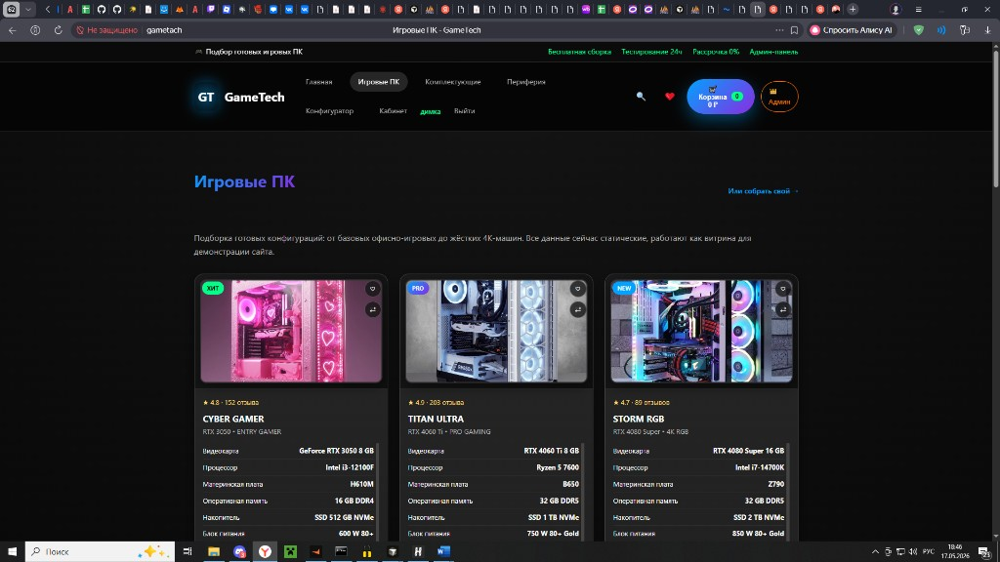 Не защищено
gametach
Игровые ПК - GameTech
Спросить Алису AI
Подбор готовых игровых ПК
Бесплатная сборка
Тестирование 24ч
Рассрочка 0%
Админ-панель
GT
GameTech
Главная
Игровые ПК
Комплектующие
Периферия
Конфигуратор
Кабинет
димка
Выйти
Корзина 0
0 ₽
Админ
Игровые ПК
Или собрать свой →
Подборка готовых конфигураций: от базовых офисно-игровых до жёстких 4K-машин. Все данные сейчас статические, работают как витрина для
демонстрации сайта.
ХИТ
★ 4.8 · 152 отзыва
CYBER GAMER
RTX 3050 • ENTRY GAMER
Видеокарта GeForce RTX 3050 8 GB
Процессор Intel i3-12100F
Материнская плата H610M
Оперативная память 16 GB DDR4
Накопитель SSD 512 GB NVMe
Блок питания 600 W 80+
PRO
★ 4.9 · 203 отзыва
TITAN ULTRA
RTX 4060 Ti • PRO GAMING
Видеокарта RTX 4060 Ti 8 GB
Процессор Ryzen 5 7600
Материнская плата B650
Оперативная память 32 GB DDR5
Накопитель SSD 1 TB NVMe
Блок питания 750 W 80+ Gold
NEW
★ 4.7 · 89 отзывов
STORM RGB
RTX 4080 Super • 4K RGB
Видеокарта RTX 4080 Super 16 GB
Процессор Intel i7-14700K
Материнская плата Z790
Оперативная память 32 GB DDR5
Накопитель SSD 2 TB NVMe
Блок питания 850 W 80+ Gold
Поиск
РУС
18:46
17.05.2026